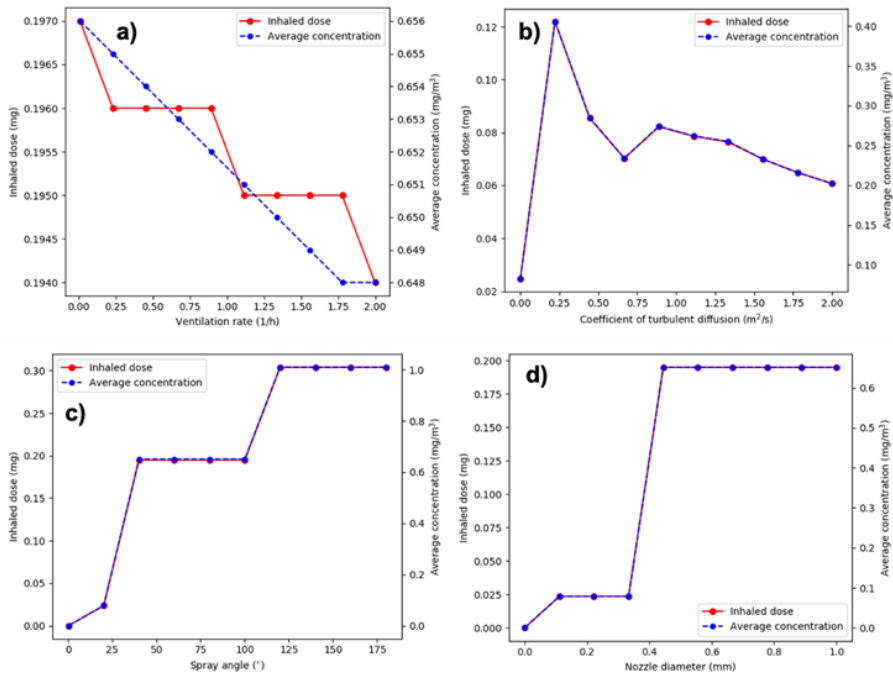 a)
Inhaled dose
Average concentration
0.1970
0.1965
0.1960
0.1955
0.1950
0.1945
0.1940
Inhaled dose (mg)
0.656
0.655
0.654
0.653
0.652
0.651
0.650
0.649
0.648
Average concentration (mg/m³)
0.00 0.25 0.50 0.75 1.00 1.25 1.50 1.75 2.00
Ventilation rate (1/h)
b)
Inhaled dose
Average concentration
0.12
0.10
0.08
0.06
0.04
0.02
Inhaled dose (mg)
0.40
0.35
0.30
0.25
0.20
0.15
0.10
Average concentration (mg/m³)
0.00 0.25 0.50 0.75 1.00 1.25 1.50 1.75 2.00
Coefficient of turbulent diffusion (m²/s)
c)
Inhaled dose
Average concentration
0.30
0.25
0.20
0.15
0.10
0.05
0.00
Inhaled dose (mg)
1.0
0.8
0.6
0.4
0.2
0.0
Average concentration (mg/m³)
0 25 50 75 100 125 150 175
Spray angle (°)
d)
Inhaled dose
Average concentration
0.200
0.175
0.150
0.125
0.100
0.075
0.050
0.025
0.000
Inhaled dose (mg)
0.6
0.5
0.4
0.3
0.2
0.1
0.0
Average concentration (mg/m³)
0.0 0.2 0.4 0.6 0.8 1.0
Nozzle diameter (mm)